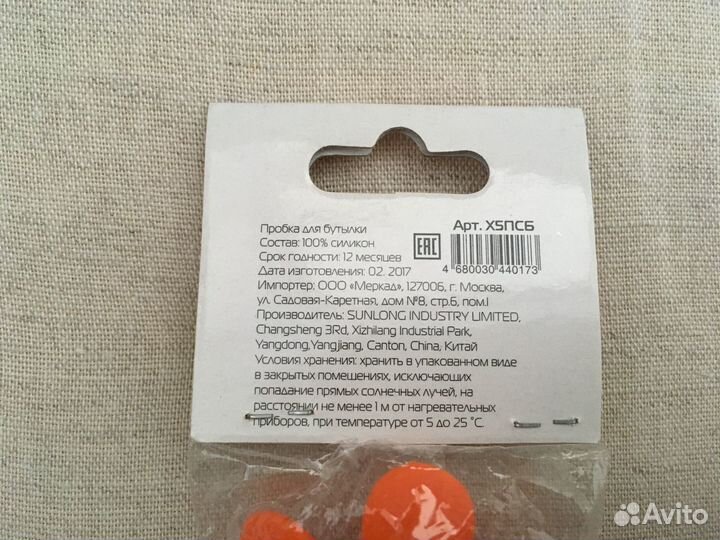 Пробка для бутылки
Состав: 100% силикон
Срок годности: 12 месяцев
Дата изготовления: 02. 2017
Арт. Х5ПСБ
EAC
4 680030 440173
Импортер: ООО «Меркад», 127006, г. Москва,
ул. Садовая-Каретная, дом №8, стр.6, пом.I
Производитель: SUNLONG INDUSTRY LIMITED,
Changsheng 3Rd, Xizhilang Industrial Park,
Yangdong,Yangjiang, Canton, China, Китай
Условия хранения: хранить в упакованном виде
в закрытых помещениях, исключающих
попадание прямых солнечных лучей, на
расстоянии не менее 1 м от нагревательных
приборов, при температуре от 5 до 25 °С.
Avito